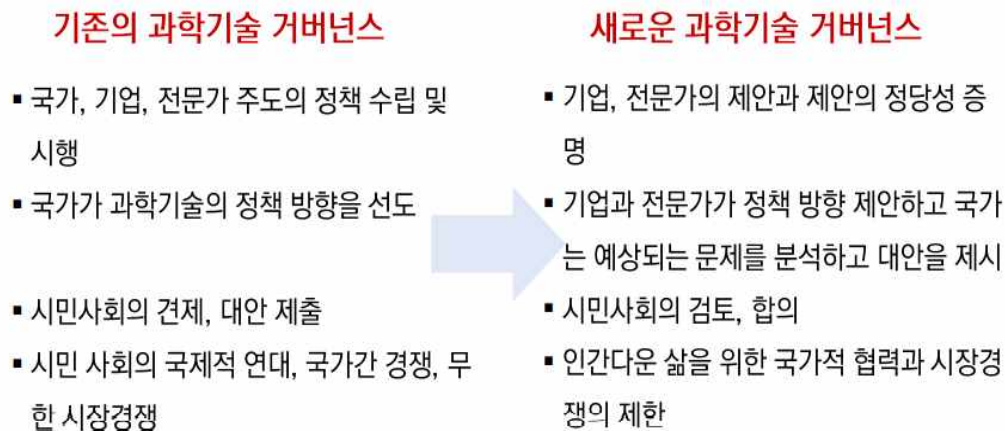 기존의 과학기술 거버넌스
▪ 국가, 기업, 전문가 주도의 정책 수립 및
시행
▪ 국가가 과학기술의 정책 방향을 선도
▪ 시민사회의 견제, 대안 제출
▪ 시민 사회의 국제적 연대, 국가간 경쟁, 무
한 시장경쟁
새로운 과학기술 거버넌스
▪ 기업, 전문가의 제안과 제안의 정당성 증
명
▪ 기업과 전문가가 정책 방향 제안하고 국가
는 예상되는 문제를 분석하고 대안을 제시
▪ 시민사회의 검토, 합의
▪ 인간다운 삶을 위한 국가적 협력과 시장경
쟁의 제한